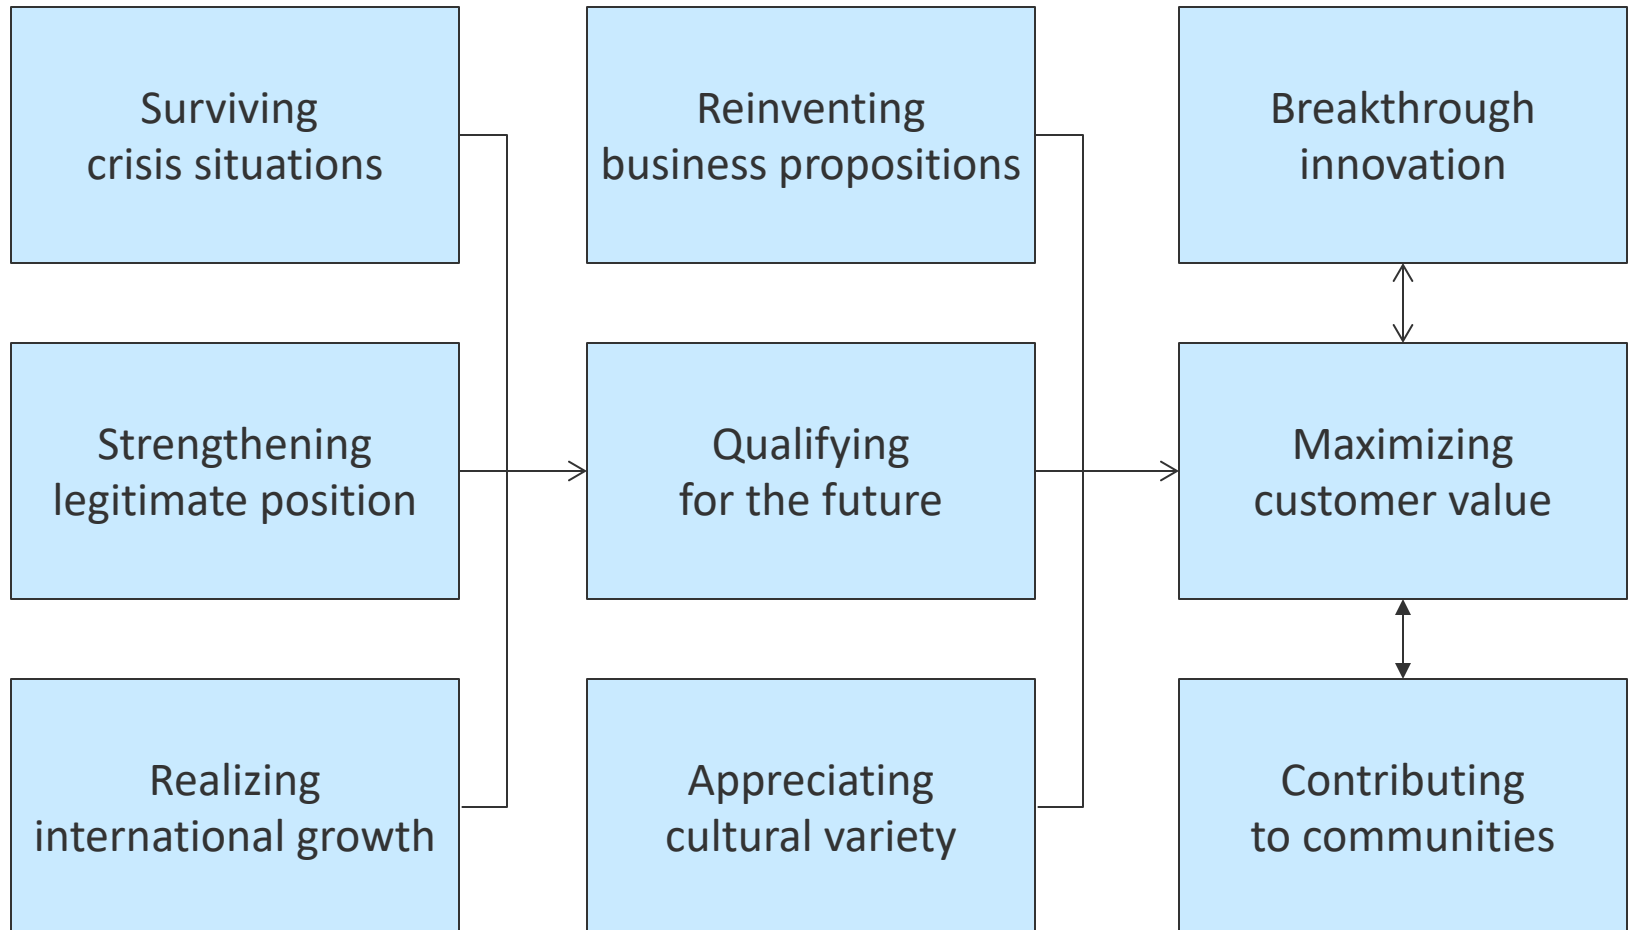 Surviving
crisis situations
Reinventing
business propositions
Breakthrough
innovation
Strengthening
legitimate position
Qualifying
for the future
Maximizing
customer value
Realizing
international growth
Appreciating
cultural variety
Contributing
to communities